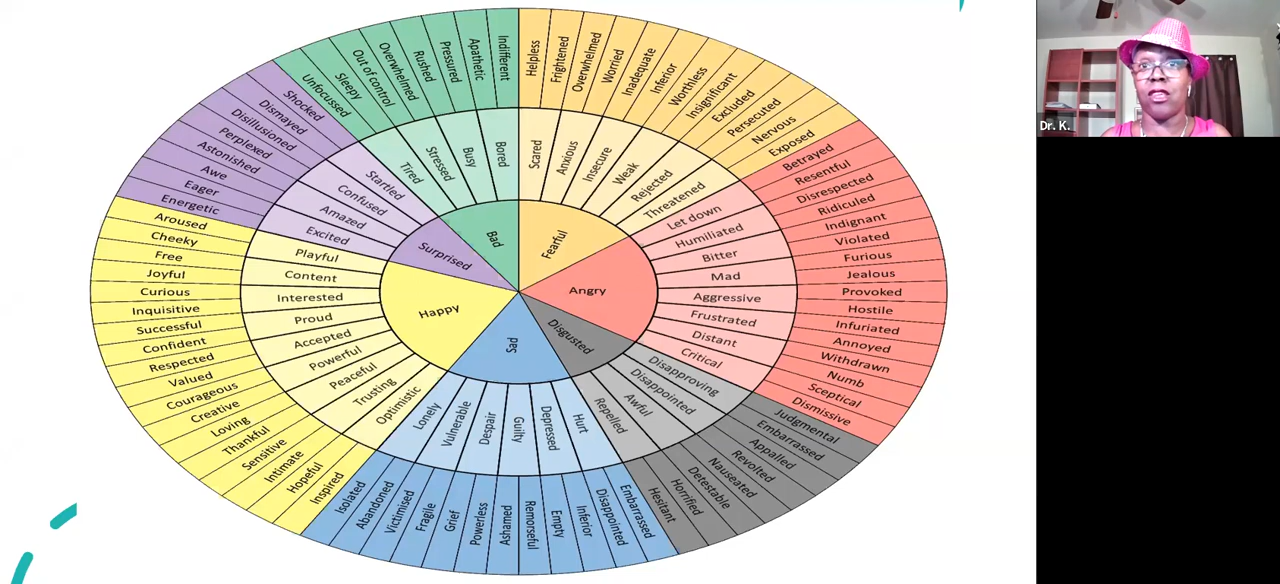 Bad
Fearful
Angry
Disgusted
Sad
Happy
Surprised
Tired
Stressed
Busy
Bored
Scared
Anxious
Insecure
Weak
Rejected
Threatened
Let down
Humiliated
Bitter
Mad
Aggressive
Frustrated
Distant
Critical
Disapproving
Disappointed
Awful
Repelled
Hurt
Depressed
Guilty
Despair
Vulnerable
Lonely
Optimistic
Trusting
Peaceful
Powerful
Accepted
Proud
Interested
Content
Playful
Excited
Amazed
Confused
Startled
Unfocussed
Sleepy
Out of control
Overwhelmed
Rushed
Pressured
Apathetic
Indifferent
Helpless
Frightened
Overwhelmed
Worried
Inadequate
Inferior
Worthless
Insignificant
Excluded
Persecuted
Nervous
Exposed
Betrayed
Resentful
Disrespected
Ridiculed
Indignant
Violated
Furious
Jealous
Provoked
Hostile
Infuriated
Annoyed
Withdrawn
Numb
Sceptical
Dismissive
Judgmental
Embarrassed
Appalled
Revolted
Nauseated
Detestable
Horrified
Hesitant
Embarrassed
Disappointed
Inferior
Empty
Remorseful
Ashamed
Powerless
Grief
Fragile
Victimised
Abandoned
Isolated
Inspired
Hopeful
Intimate
Sensitive
Thankful
Loving
Creative
Courageous
Valued
Respected
Confident
Successful
Inquisitive
Curious
Joyful
Free
Cheeky
Aroused
Energetic
Eager
Awe
Astonished
Perplexed
Disillusioned
Dismayed
Shocked
Dr. K.